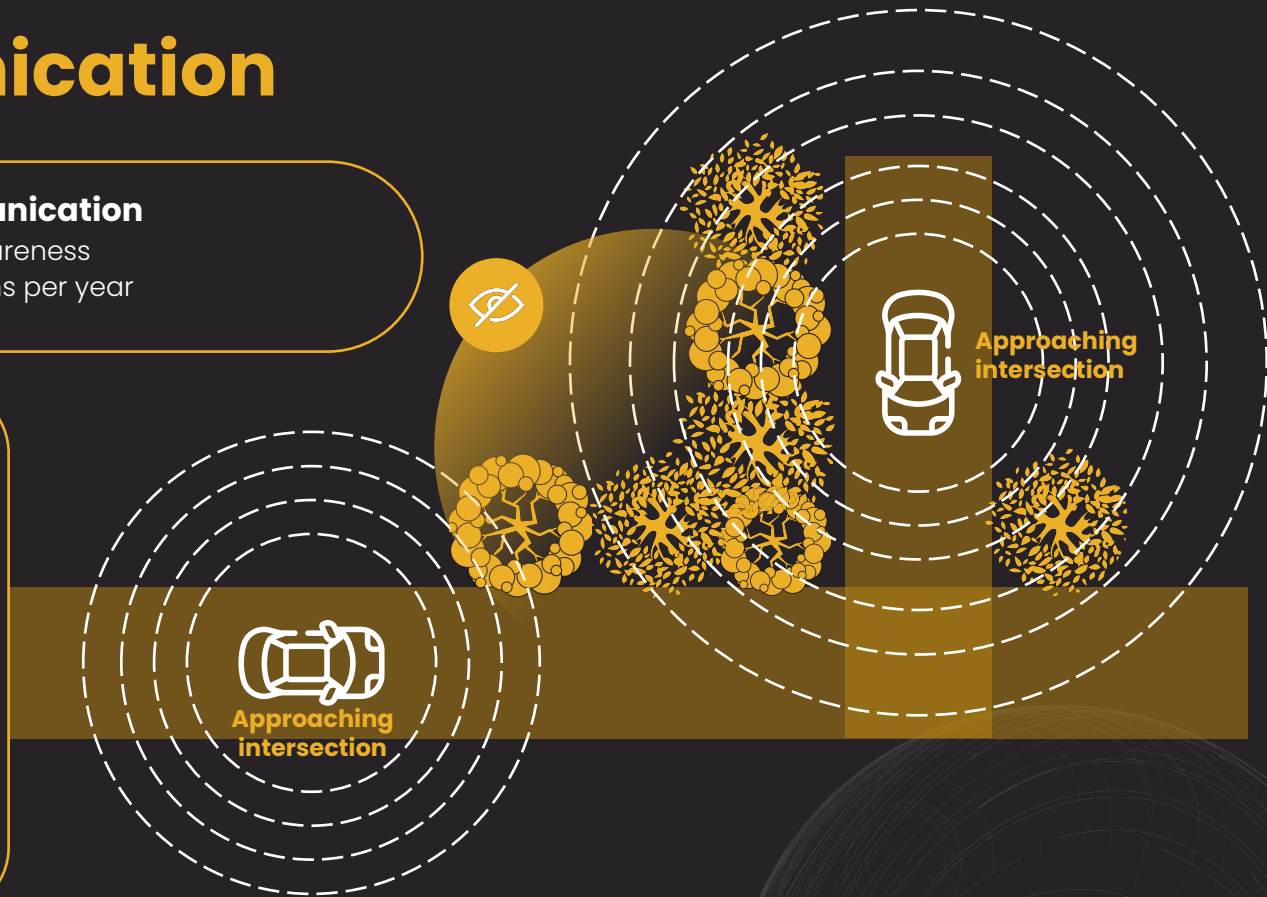 nication
unication
areness
ns per year
Approaching
intersection
Approaching
intersection